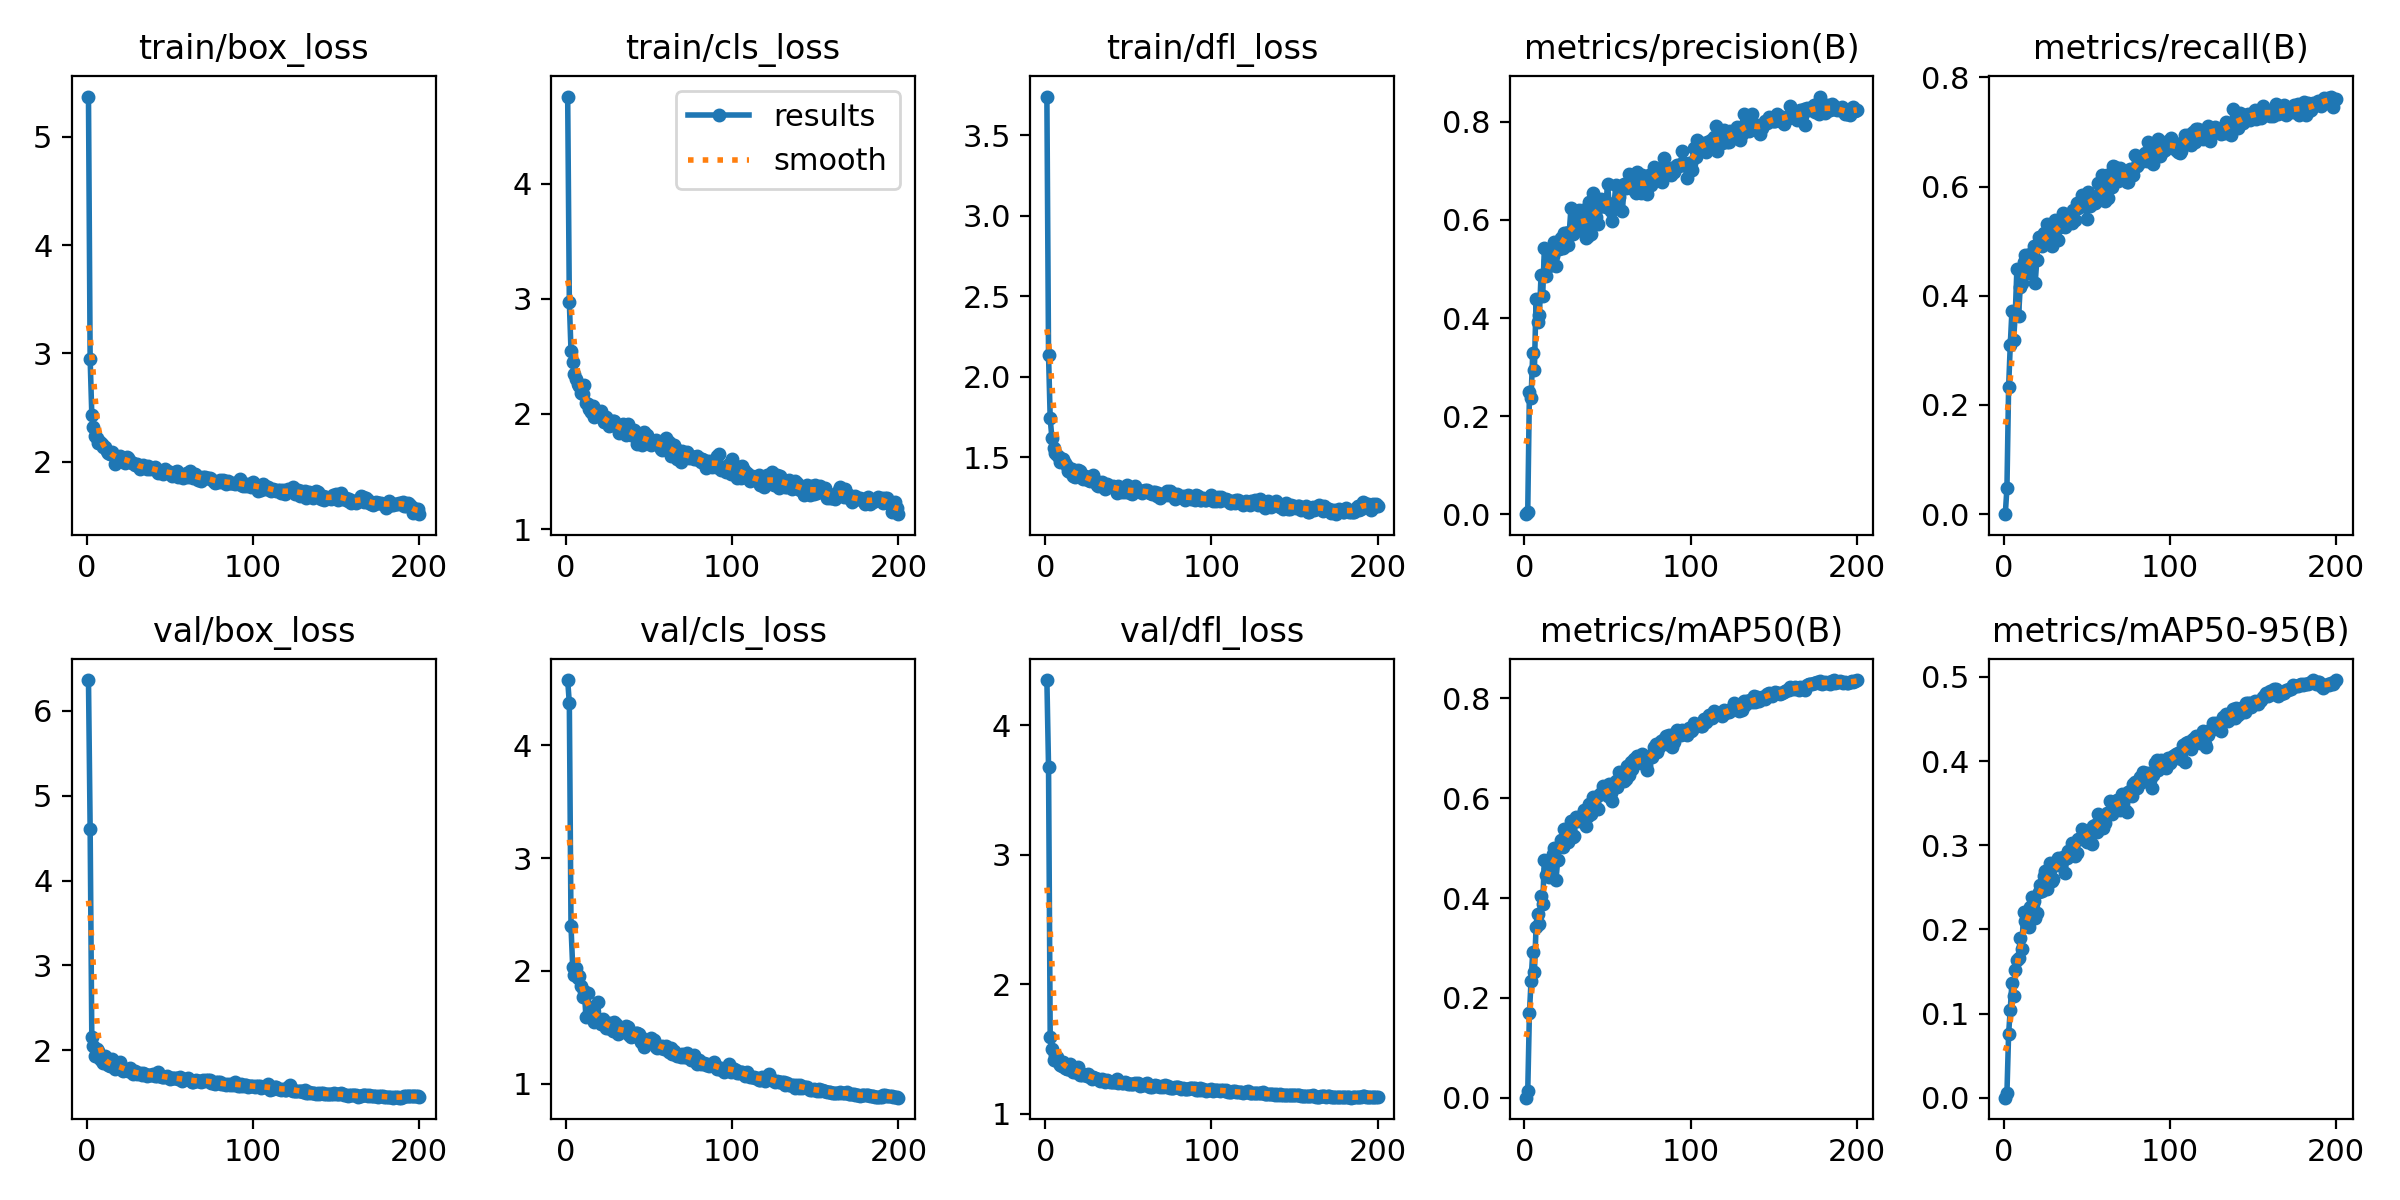 train/box_loss
5
4
3
2
0 100 200
train/cls_loss
results
smooth
4
3
2
1
0 100 200
train/dfl_loss
3.5
3.0
2.5
2.0
1.5
0 100 200
metrics/precision(B)
0.8
0.6
0.4
0.2
0.0
0 100 200
metrics/recall(B)
0.8
0.6
0.4
0.2
0.0
0 100 200
val/box_loss
6
5
4
3
2
0 100 200
val/cls_loss
4
3
2
1
0 100 200
val/dfl_loss
4
3
2
1
0 100 200
metrics/mAP50(B)
0.8
0.6
0.4
0.2
0.0
0 100 200
metrics/mAP50-95(B)
0.5
0.4
0.3
0.2
0.1
0.0
0 100 200